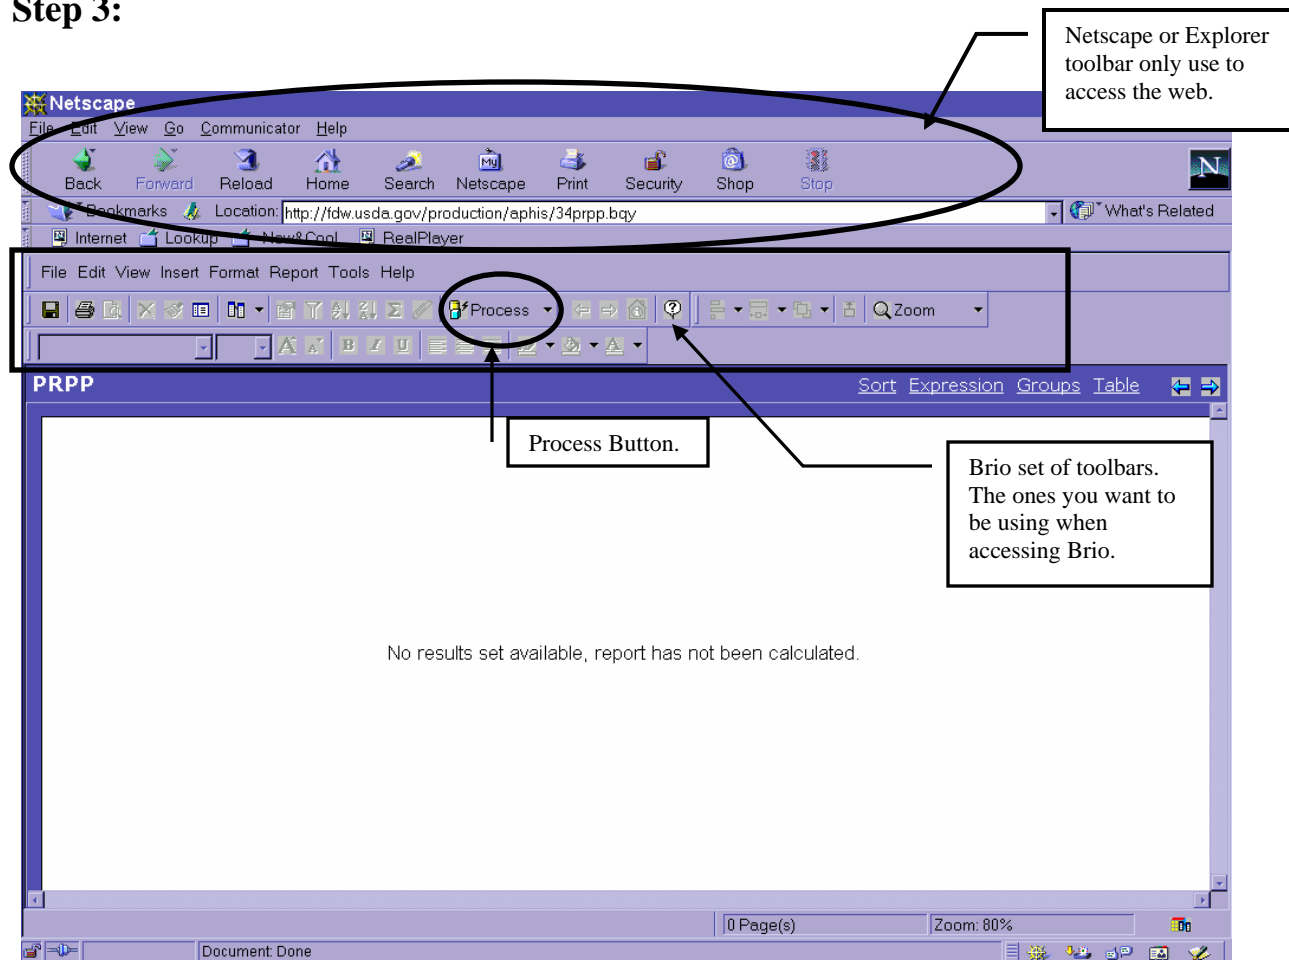 Step 3:
Netscape or Explorer
toolbar only use to
access the web.
Netscape
File Edit View Go Communicator Help
Back Forward Reload Home Search Netscape Print Security Shop Stop
Bookmarks Location: http://fdw.usda.gov/production/aphis/34prpp.bqy What's Related
Internet Lookup New&Cool RealPlayer
File Edit View Insert Format Report Tools Help
Process Zoom
B I U A
PRPP Sort Expression Groups Table
Process Button.
Brio set of toolbars.
The ones you want to
be using when
accessing Brio.
No results set available, report has not been calculated.
0 Page(s) Zoom: 80%
Document: Done